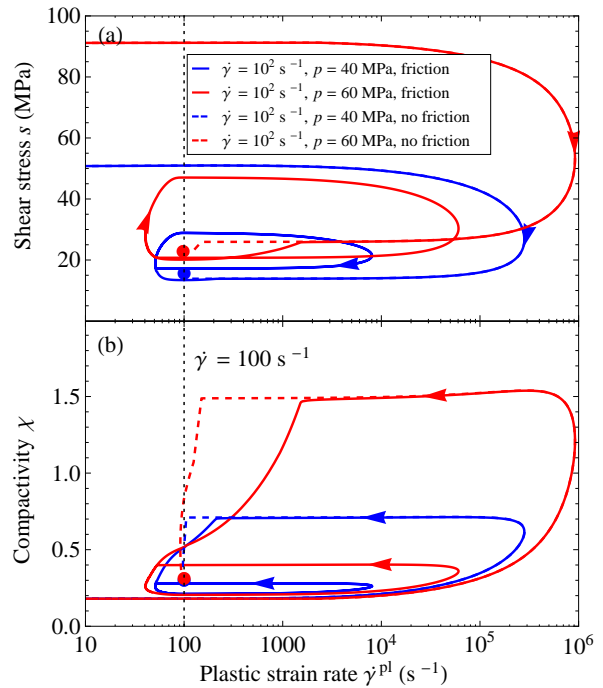 100
80
60
40
20
Shear stress s (MPa)
(a)
γ̇ = 10² s⁻¹, p = 40 MPa, friction
γ̇ = 10² s⁻¹, p = 60 MPa, friction
γ̇ = 10² s⁻¹, p = 40 MPa, no friction
γ̇ = 10² s⁻¹, p = 60 MPa, no friction
(b)
γ̇ = 100 s⁻¹
1.5
1.0
0.5
0.0
Compactivity χ
10
100
1000
10⁴
10⁵
10⁶
Plastic strain rate γ̇ᵖˡ (s⁻¹)